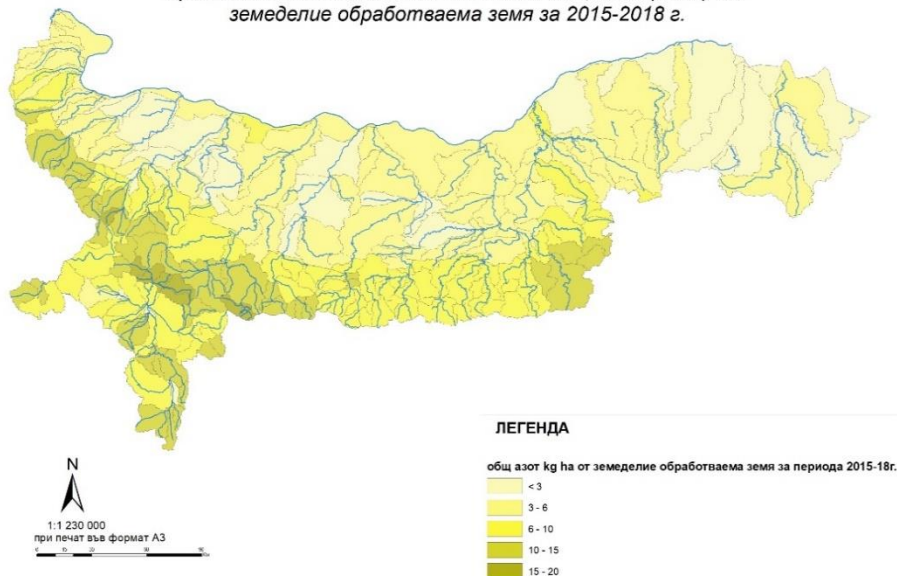 земеделие обработваема земя за 2015-2018 г.
ЛЕГЕНДА
общ азот kg ha от земеделие обработваема земя за периода 2015-18г.
< 3
3 - 6
6 - 10
10 - 15
15 - 20
N
1:1 230 000
при печат във формат А3